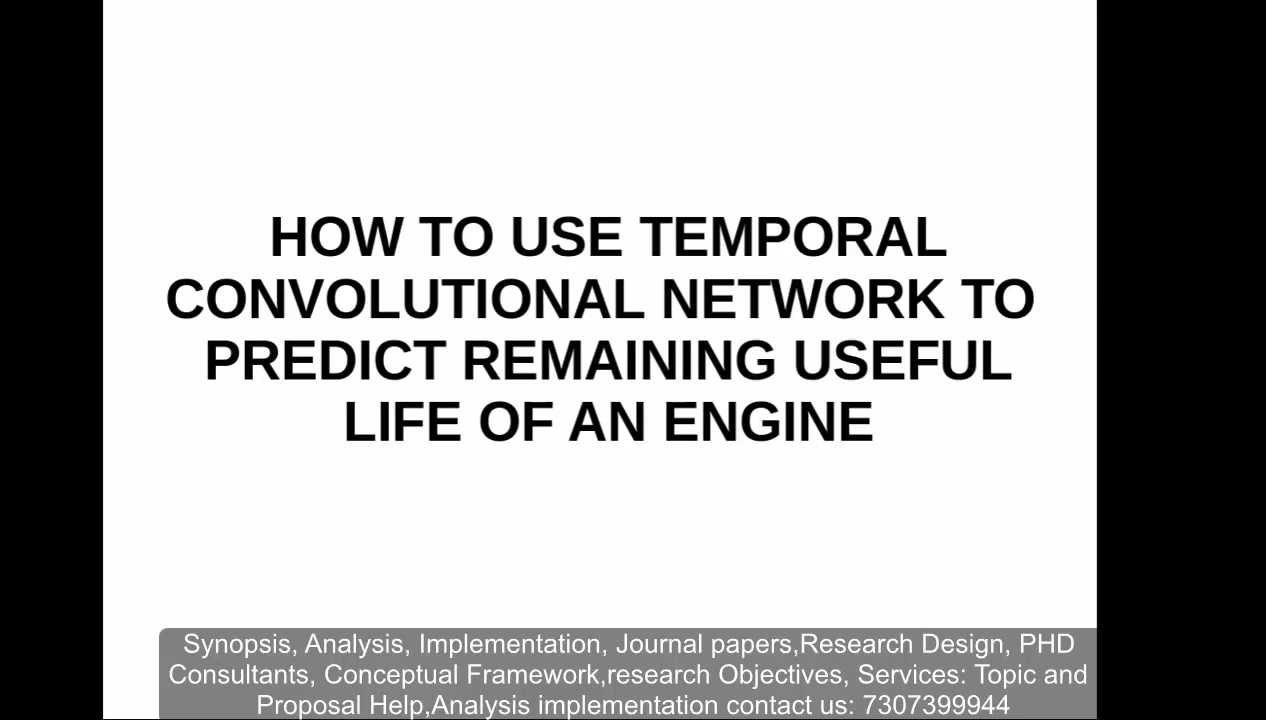 HOW TO USE TEMPORAL
CONVOLUTIONAL NETWORK TO
PREDICT REMAINING USEFUL
LIFE OF AN ENGINE
Synopsis, Analysis, Implementation, Journal papers,Research Design, PHD
Consultants, Conceptual Framework,research Objectives, Services: Topic and
Proposal Help,Analysis implementation contact us: 7307399944